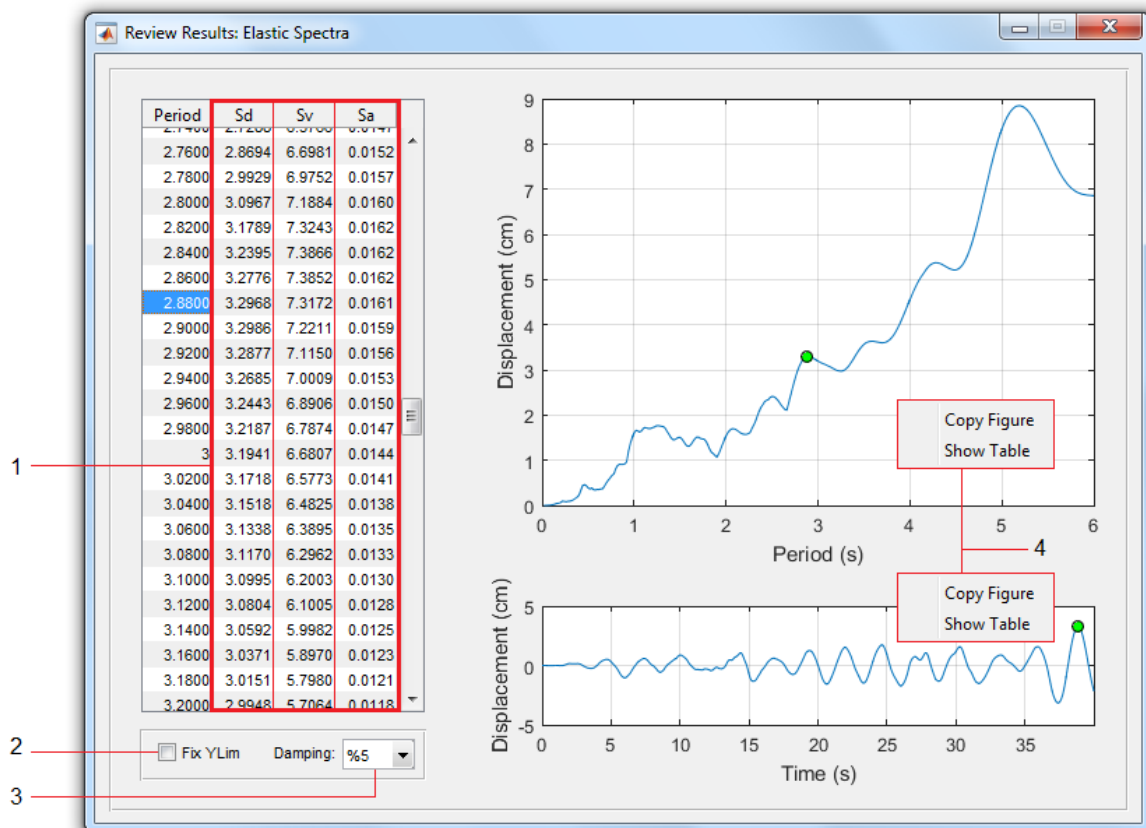 Review Results: Elastic Spectra
Period Sd Sv Sa
2.7600 2.8694 6.6981 0.0152
2.7800 2.9929 6.9752 0.0157
2.8000 3.0967 7.1884 0.0160
2.8200 3.1789 7.3243 0.0162
2.8400 3.2395 7.3866 0.0162
2.8600 3.2776 7.3852 0.0162
2.8800 3.2968 7.3172 0.0161
2.9000 3.2986 7.2211 0.0159
2.9200 3.2877 7.1150 0.0156
2.9400 3.2685 7.0009 0.0153
2.9600 3.2443 6.8906 0.0150
2.9800 3.2187 6.7874 0.0147
3 3.1941 6.6807 0.0144
3.0200 3.1718 6.5773 0.0141
3.0400 3.1518 6.4825 0.0138
3.0600 3.1338 6.3895 0.0135
3.0800 3.1170 6.2962 0.0133
3.1000 3.0995 6.2003 0.0130
3.1200 3.0804 6.1005 0.0128
3.1400 3.0592 5.9982 0.0125
3.1600 3.0371 5.8970 0.0123
3.1800 3.0151 5.7980 0.0121
3.2000 2.9948 5.7064 0.0118
1
2
Fix YLim Damping: %5
3
Displacement (cm)
9
8
7
6
5
4
3
2
1
0
0 1 2 3 4 5 6
Period (s)
Copy Figure
Show Table
4
Copy Figure
Show Table
Displacement (cm)
5
0
-5
0 5 10 15 20 25 30 35
Time (s)